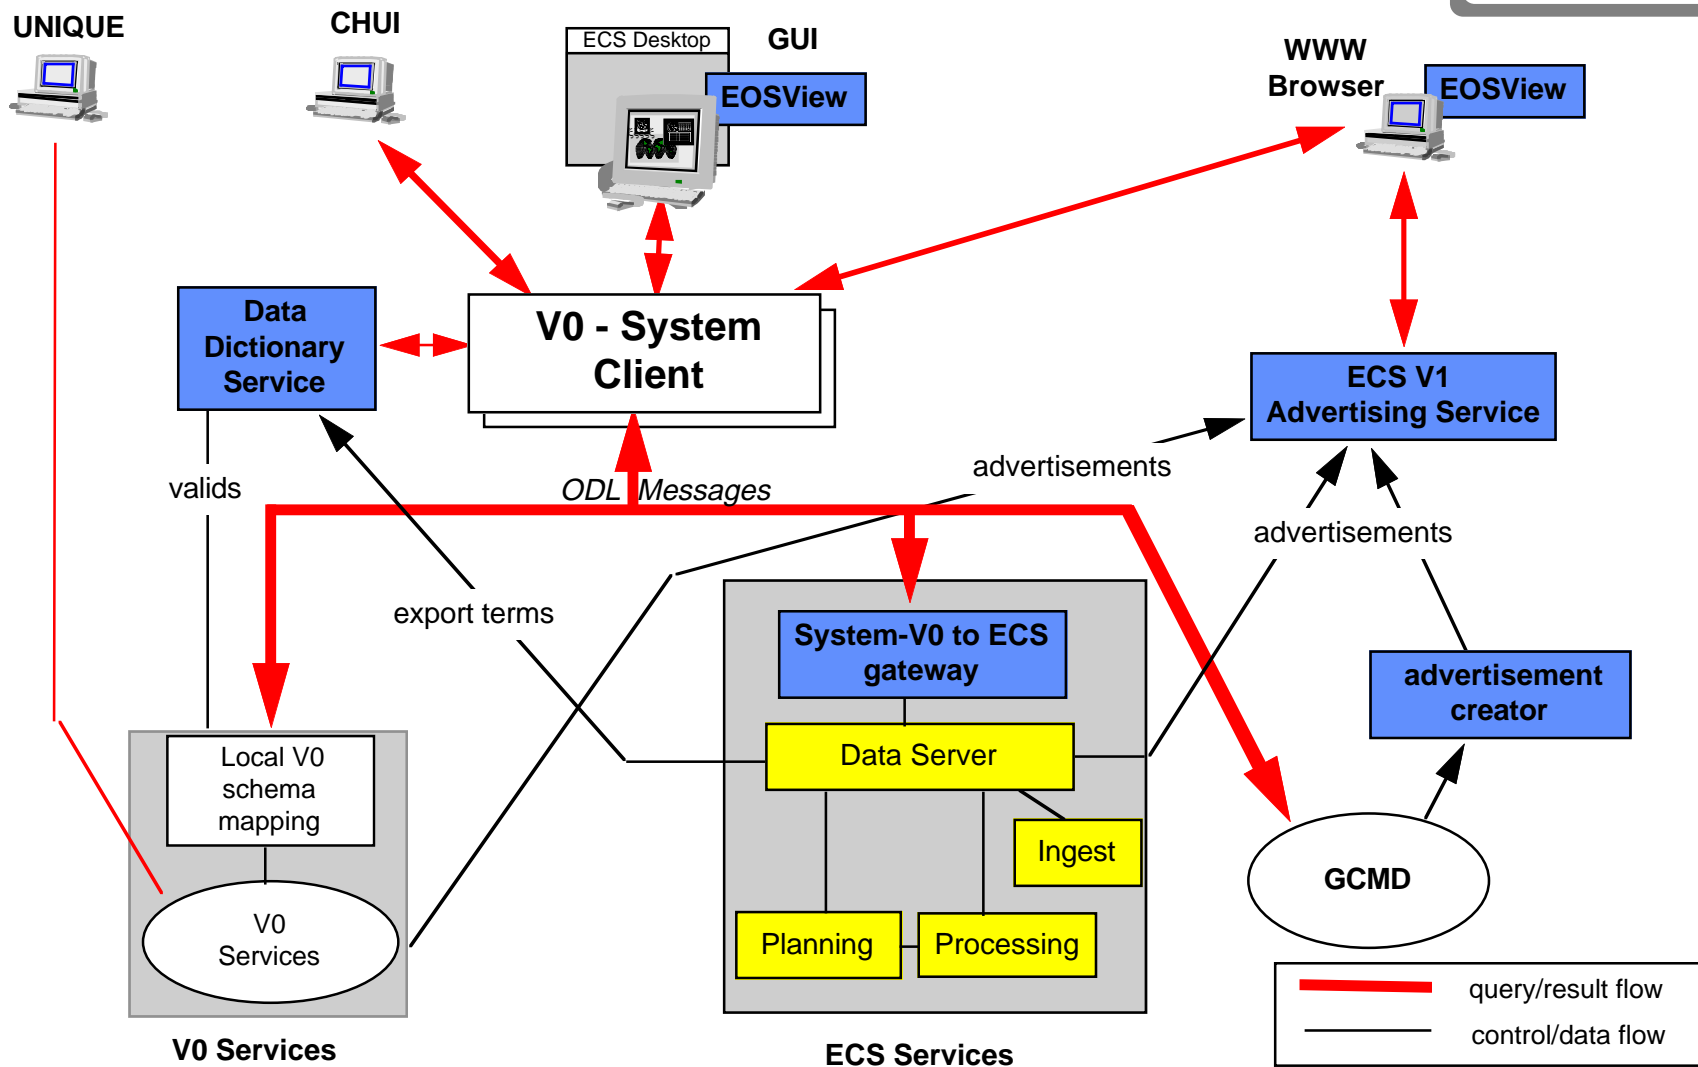 UNIQUE
CHUI
ECS Desktop
GUI
EOSView
WWW
Browser
EOSView
Data
Dictionary
Service
V0 - System
Client
ECS V1
Advertising Service
valids
ODL Messages
advertisements
advertisements
export terms
System-V0 to ECS
gateway
advertisement
creator
Local V0
schema
mapping
Data Server
Ingest
GCMD
V0
Services
Planning
Processing
query/result flow
control/data flow
V0 Services
ECS Services